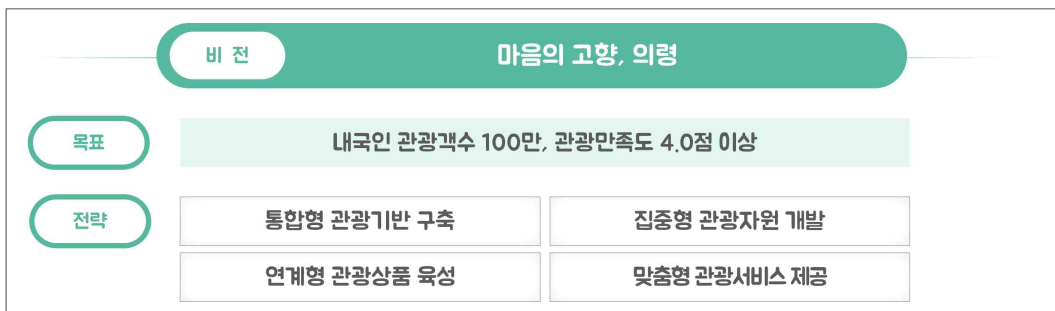 비 전 마음의 고향, 의령
목표 내국인 관광객수 100만, 관광만족도 4.0점 이상
전략 통합형 관광기반 구축 집중형 관광자원 개발
연계형 관광상품 육성 맞춤형 관광서비스 제공